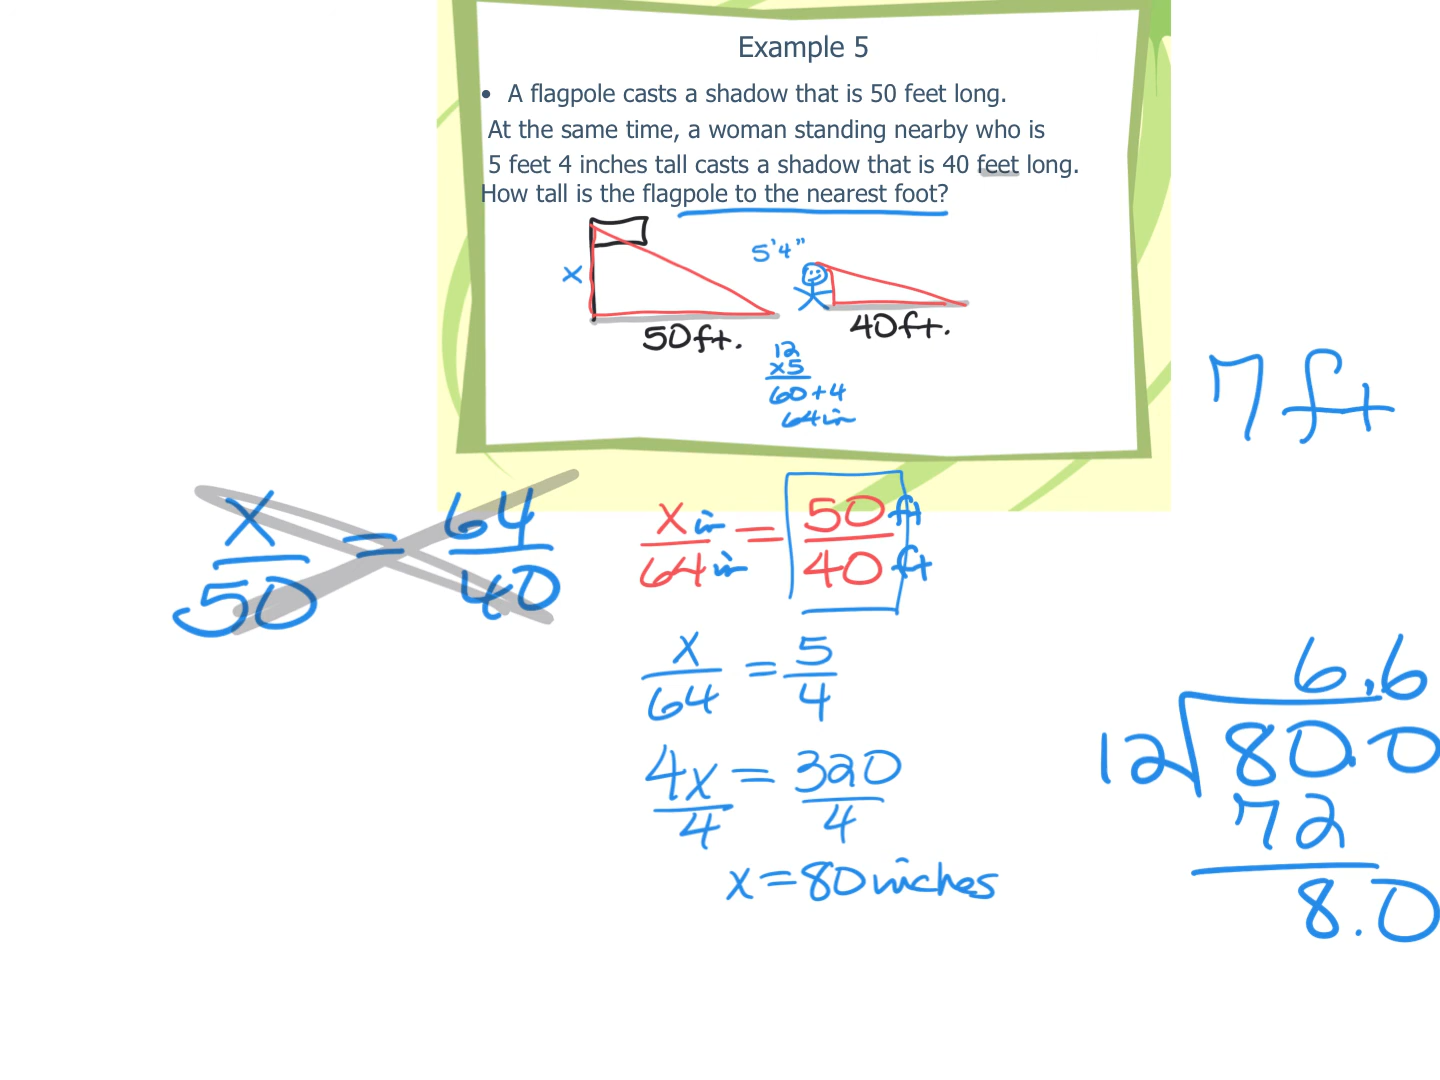 Example 5
• A flagpole casts a shadow that is 50 feet long.
At the same time, a woman standing nearby who is
5 feet 4 inches tall casts a shadow that is 40 feet long.
How tall is the flagpole to the nearest foot?
5'4"
x
50ft.
40ft.
12
x5
60+4
64in
7 ft
x/50 = 64/40
x in/64 in = 50 ft/40 ft
x/64 = 5/4
4x/4 = 320/4
x = 80 inches
6.6
12 80.0
72
8.0